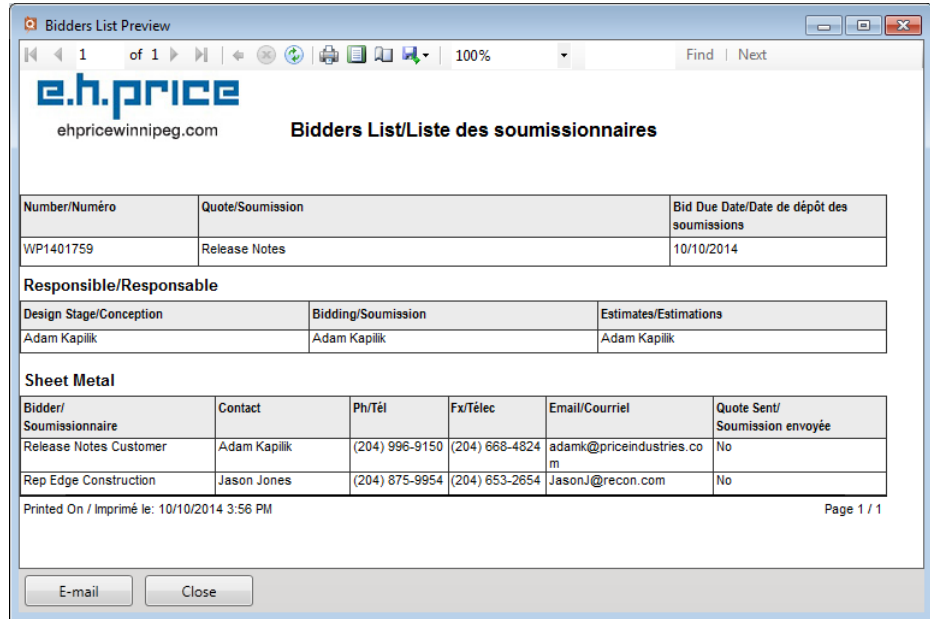 Bidders List Preview
1 of 1 100% Find | Next
e.h.price
ehpricewinnipeg.com
Bidders List/Liste des soumissionnaires
Number/Numéro Quote/Soumission Bid Due Date/Date de dépôt des
soumissions
WP1401759 Release Notes 10/10/2014
Responsible/Responsable
Design Stage/Conception Bidding/Soumission Estimates/Estimations
Adam Kapilik Adam Kapilik Adam Kapilik
Sheet Metal
Bidder/ Contact Ph/Tél Fx/Télec Email/Courriel Quote Sent/
Soumissionnaire Soumission envoyée
Release Notes Customer Adam Kapilik (204) 996-9150 (204) 668-4824 adamk@priceindustries.co No
m
Rep Edge Construction Jason Jones (204) 875-9954 (204) 653-2654 JasonJ@recon.com No
Printed On / Imprimé le: 10/10/2014 3:56 PM Page 1 / 1
E-mail Close